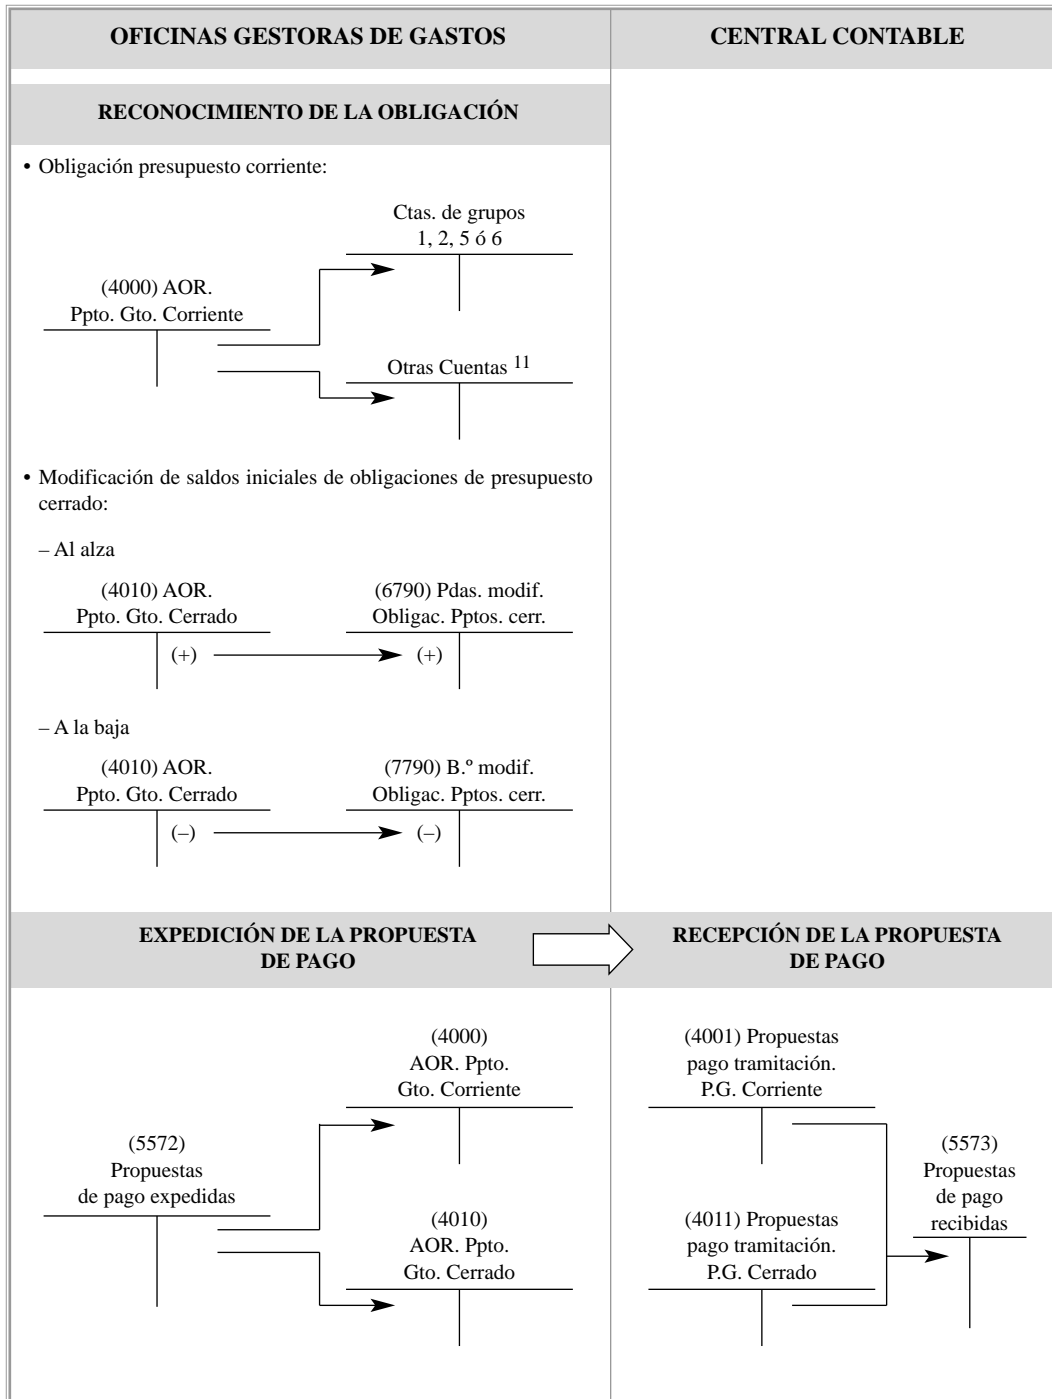 OFICINAS GESTORAS DE GASTOS
CENTRAL CONTABLE
RECONOCIMIENTO DE LA OBLIGACIÓN
• Obligación presupuesto corriente:
Ctas. de grupos
1, 2, 5 ó 6
(4000) AOR.
Ppto. Gto. Corriente
Otras Cuentas 11
• Modificación de saldos iniciales de obligaciones de presupuesto
cerrado:
– Al alza
(4010) AOR.
Ppto. Gto. Cerrado
(6790) Pdas. modif.
Obligac. Pptos. cerr.
(+)
(+)
– A la baja
(4010) AOR.
Ppto. Gto. Cerrado
(7790) B.º modif.
Obligac. Pptos. cerr.
(–)
(–)
EXPEDICIÓN DE LA PROPUESTA
DE PAGO
RECEPCIÓN DE LA PROPUESTA
DE PAGO
(4000)
AOR. Ppto.
Gto. Corriente
(5572)
Propuestas
de pago expedidas
(4010)
AOR. Ppto.
Gto. Cerrado
(4001) Propuestas
pago tramitación.
P.G. Corriente
(5573)
Propuestas
de pago
recibidas
(4011) Propuestas
pago tramitación.
P.G. Cerrado